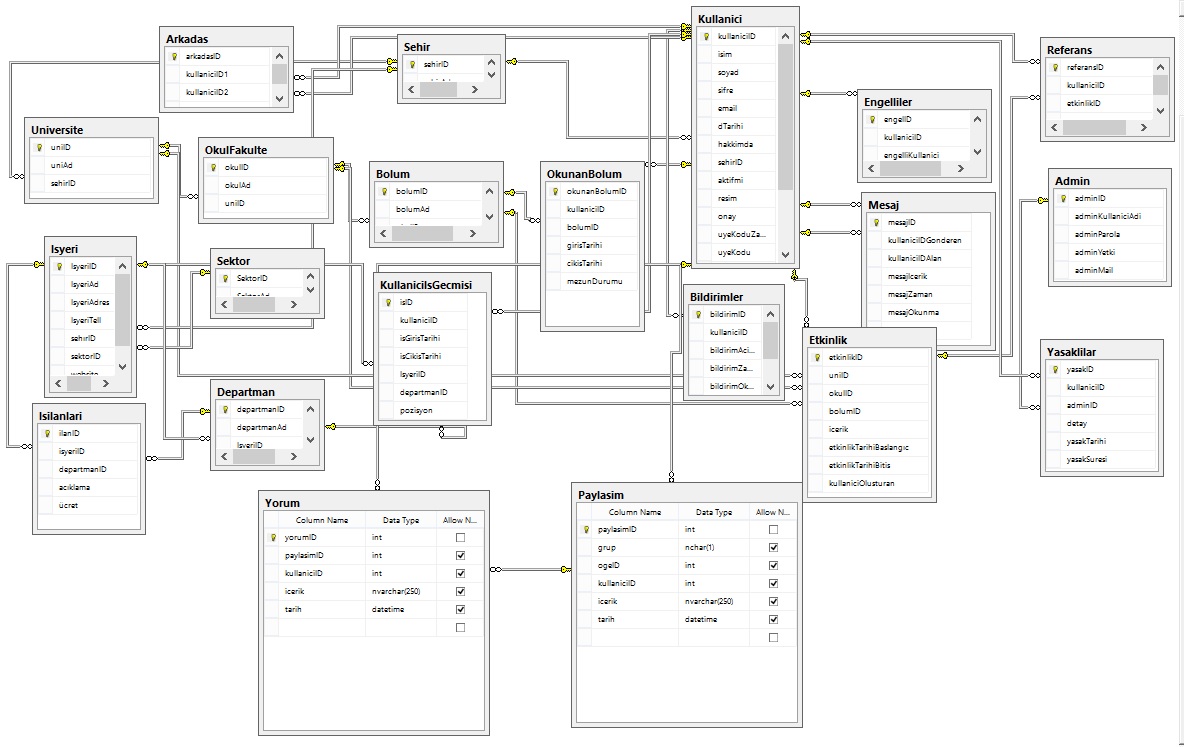 Arkadas
arkadasID
kullaniciID1
kullaniciID2
Sehir
sehirID
Kullanici
kullaniciID
isim
soyad
sifre
email
dTarihi
hakkimda
sehirID
aktifmi
resim
onay
uyeKoduZa...
uyeKodu
Referans
referansID
kullaniciID
etkinlikID
Engelliler
engelID
kullaniciID
engelliKullanici
Universite
uniID
uniAd
sehirID
OkulFakulte
okulID
okulAd
uniID
Bolum
bolumID
bolumAd
OkunanBolum
okunanBolumID
kullaniciID
bolumID
girisTarihi
cikisTarihi
mezunDurumu
Admin
adminID
adminKullaniciAdi
adminParola
adminYetki
adminMail
Mesaj
mesajID
kullaniciIDGonderen
kullaniciIDAlan
mesajIcerik
mesajZaman
mesajOkunma
Isyeri
IsyeriID
IsyeriAd
IsyeriAdres
IsyeriTell
sehirID
sektorID
website
Sektor
SektorID
SektorAd
KullaniciIsGecmisi
isID
kullaniciID
isGirisTarihi
isCikisTarihi
IsyeriID
departmanID
pozisyon
Bildirimler
bildirimID
kullaniciID
bildirimAci...
bildirimZa...
bildirimOk...
Etkinlik
etkinlikID
uniID
okulID
bolumID
icerik
etkinlikTarihiBaslangıc
etkinlikTarihiBitis
kullaniciOlusturan
Yasaklilar
yasakID
kullaniciID
adminID
detay
yasakTarihi
yasakSuresi
Departman
departmanID
departmanAd
IsyeriID
Isilanlari
ilanID
isyeriID
departmanID
acıklama
ücret
Yorum
Column Name Data Type Allow N...
yorumID int
paylasimID int
kullaniciID int
icerik nvarchar(250)
tarih datetime
Paylasim
Column Name Data Type Allow N...
paylasimID int
grup nchar(1)
ogeID int
kullaniciID int
icerik nvarchar(250)
tarih datetime